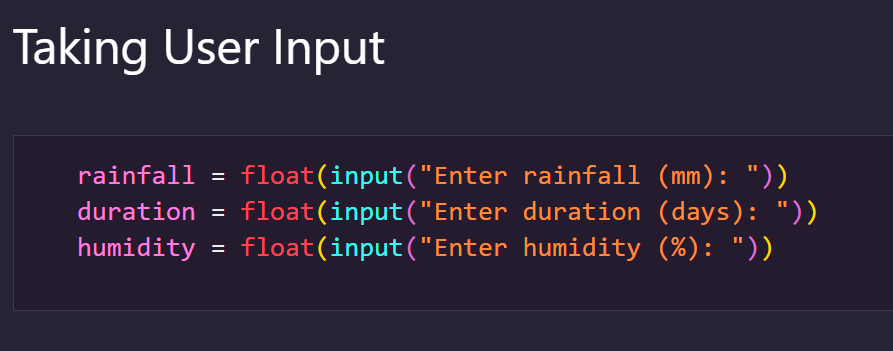 Taking User Input
rainfall = float(input("Enter rainfall (mm): "))
duration = float(input("Enter duration (days): "))
humidity = float(input("Enter humidity (%): "))